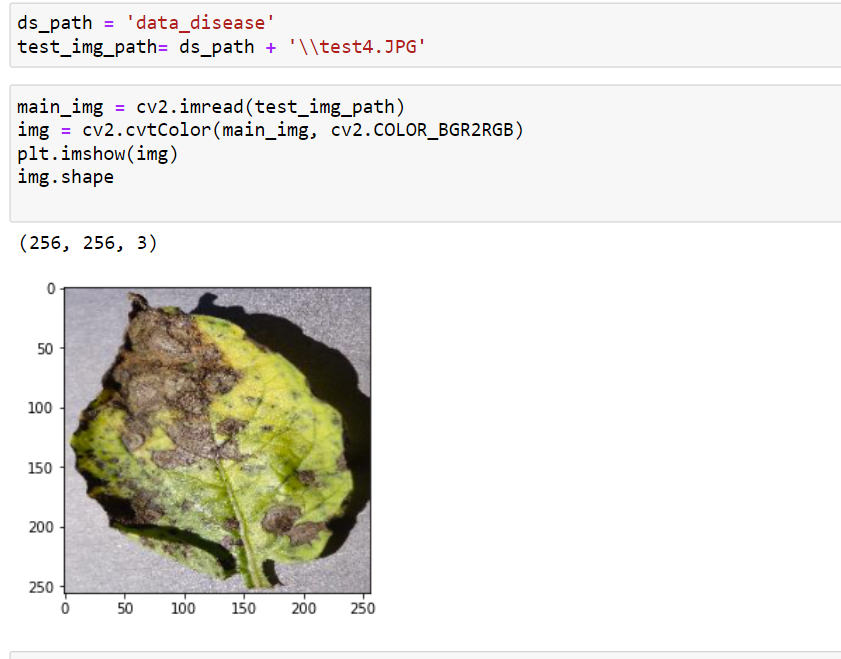 ds_path = 'data_disease'
test_img_path= ds_path + '\\test4.JPG'
main_img = cv2.imread(test_img_path)
img = cv2.cvtColor(main_img, cv2.COLOR_BGR2RGB)
plt.imshow(img)
img.shape
(256, 256, 3)
0
50
100
150
200
250
0 50 100 150 200 250